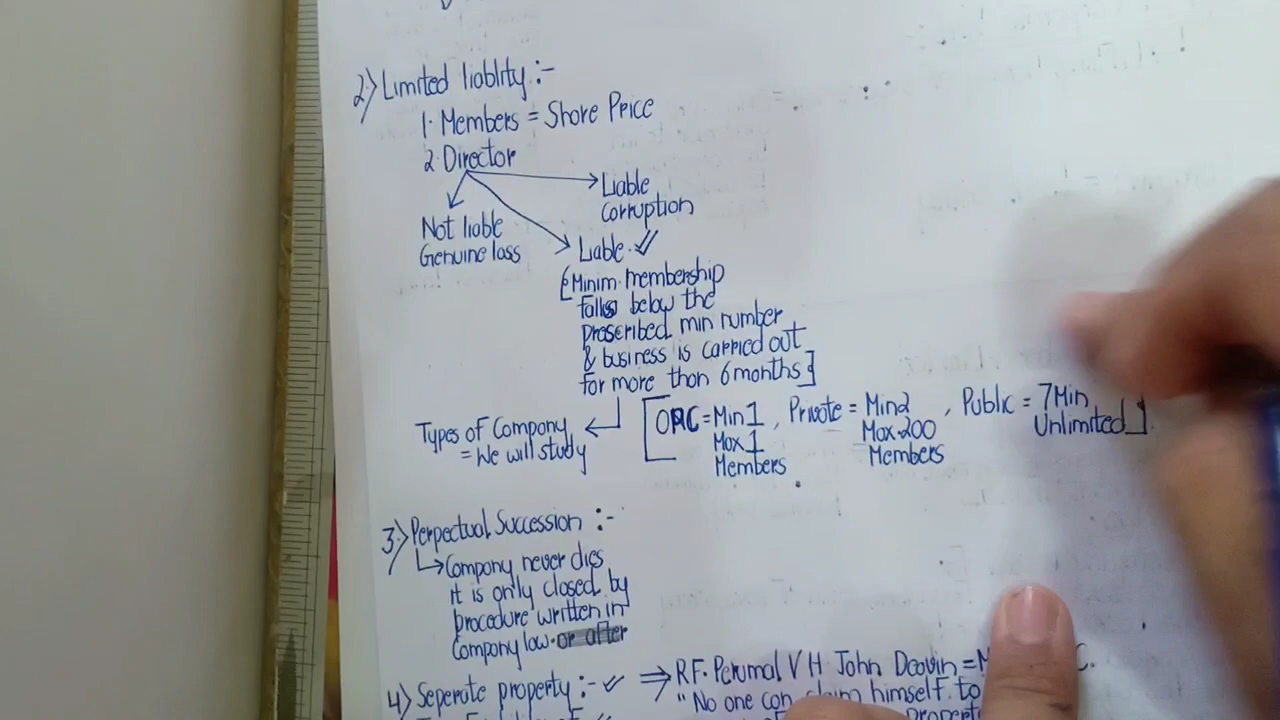 2.) Limited liablity :-
1. Members = Share Price
2. Director
Liable
Corruption
Not liable
Genuine loss
Liable. ✓
[Minim. membership
falls below the
prescribed min number
& business is carried out
for more than 6 months]
Types of Company
= We will study
[OPC = Min 1, Private = Min 2, Public = 7 Min
Max 1 Max. 200 Unlimited]
Members Members
3.) Perpectual Succession :-
Company never dies
it is only closed by
procedure written in
Company law. or after
4.) Seperate property :- ✓ ⇒ R.F. Perumal V H John
"No one can claim himself to